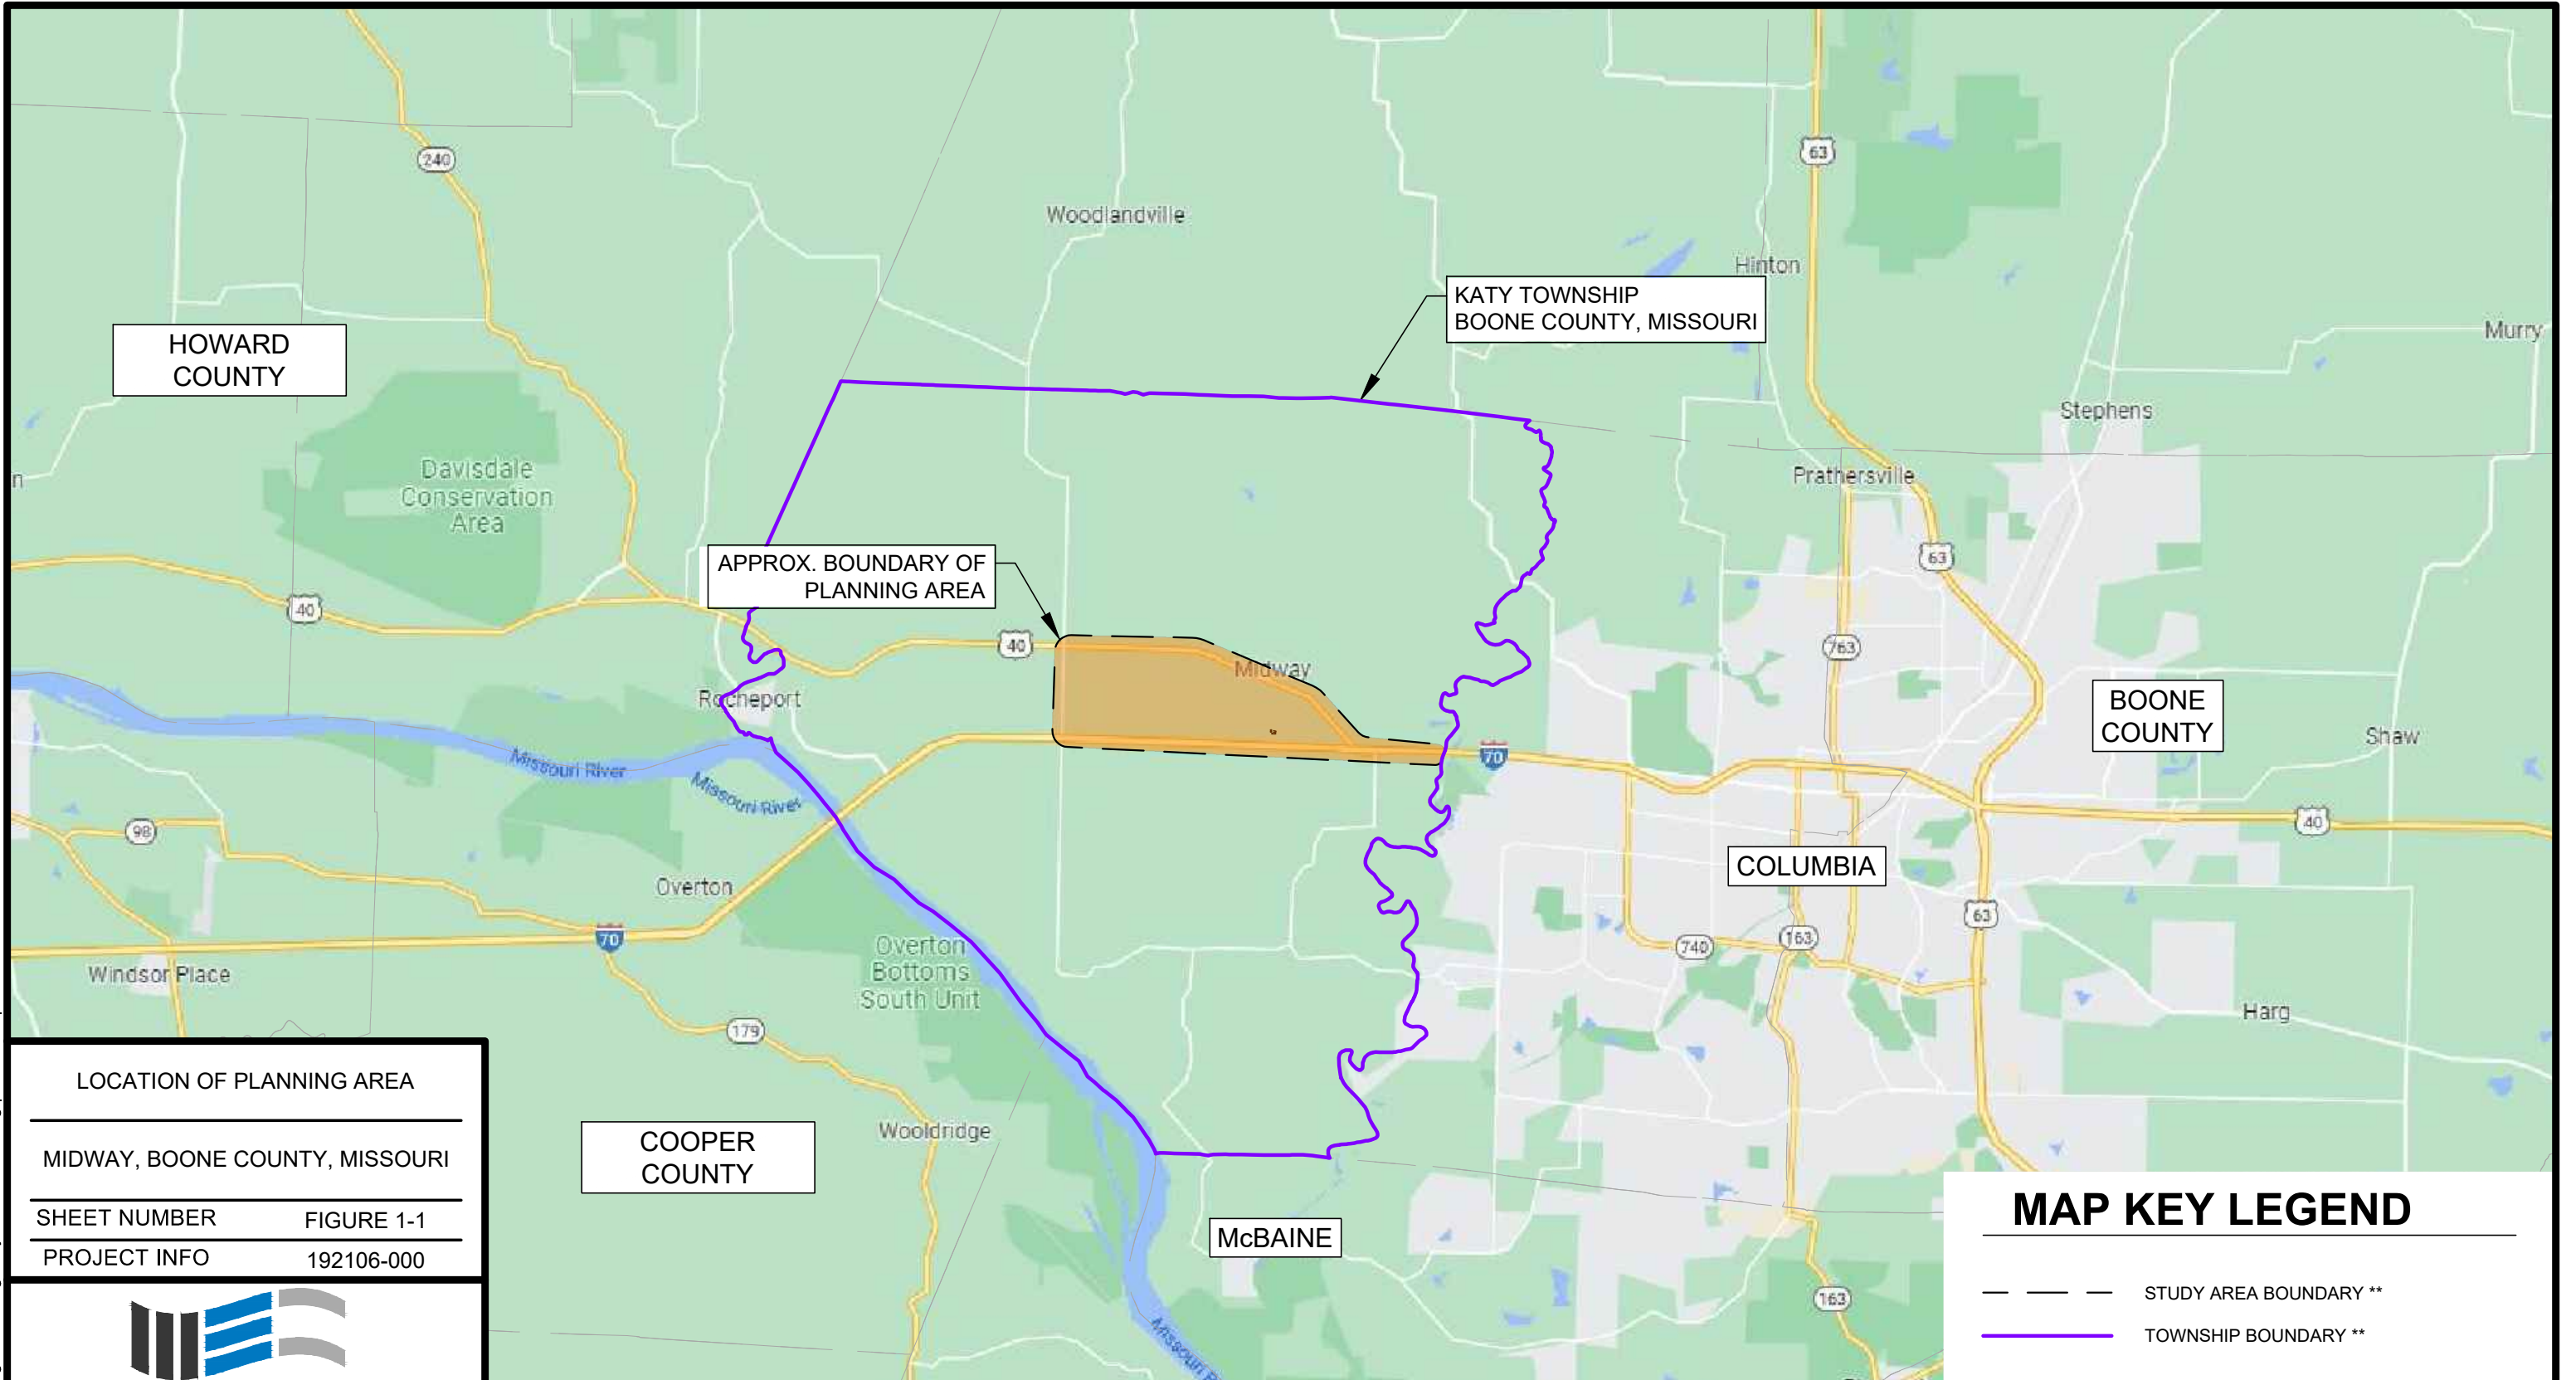 240
63
Woodlandville
Hinton
KATY TOWNSHIP
BOONE COUNTY, MISSOURI
Murry
HOWARD
COUNTY
Stephens
Davisdale
Conservation
Area
Prathersville
63
APPROX. BOUNDARY OF
PLANNING AREA
40
40
Midway
763
Rocheport
BOONE
COUNTY
Shaw
Missouri River
70
Missouri River
98
40
COLUMBIA
Overton
63
70
Overton
Bottoms
South Unit
740
163
Windsor Place
179
Harg
LOCATION OF PLANNING AREA
MIDWAY, BOONE COUNTY, MISSOURI
SHEET NUMBER FIGURE 1-1
PROJECT INFO 192106-000
COOPER
COUNTY
Wooldridge
McBAINE
163
Missouri R
MAP KEY LEGEND
STUDY AREA BOUNDARY **
TOWNSHIP BOUNDARY **